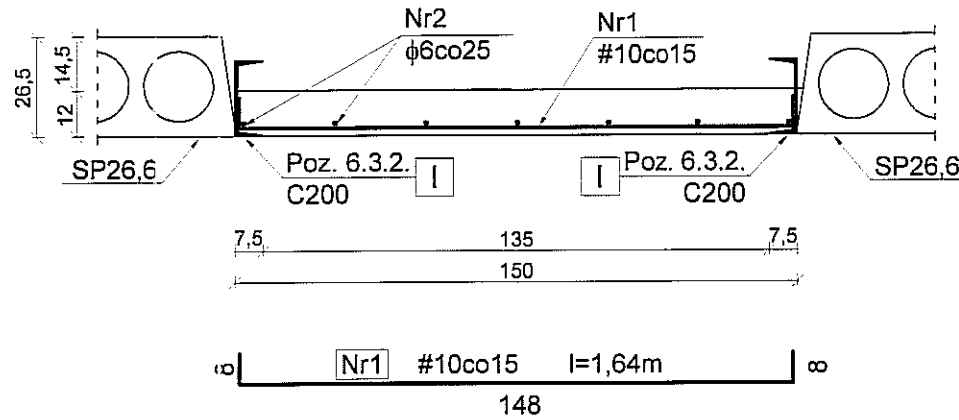 Nr2
φ6co25
Nr1
#10co15
26,5
14,5
12
SP26,6
Poz. 6.3.2.
C200
I
I
Poz. 6.3.2.
C200
SP26,6
7,5
135
7,5
150
8
Nr1 #10co15 l=1,64m
8
148